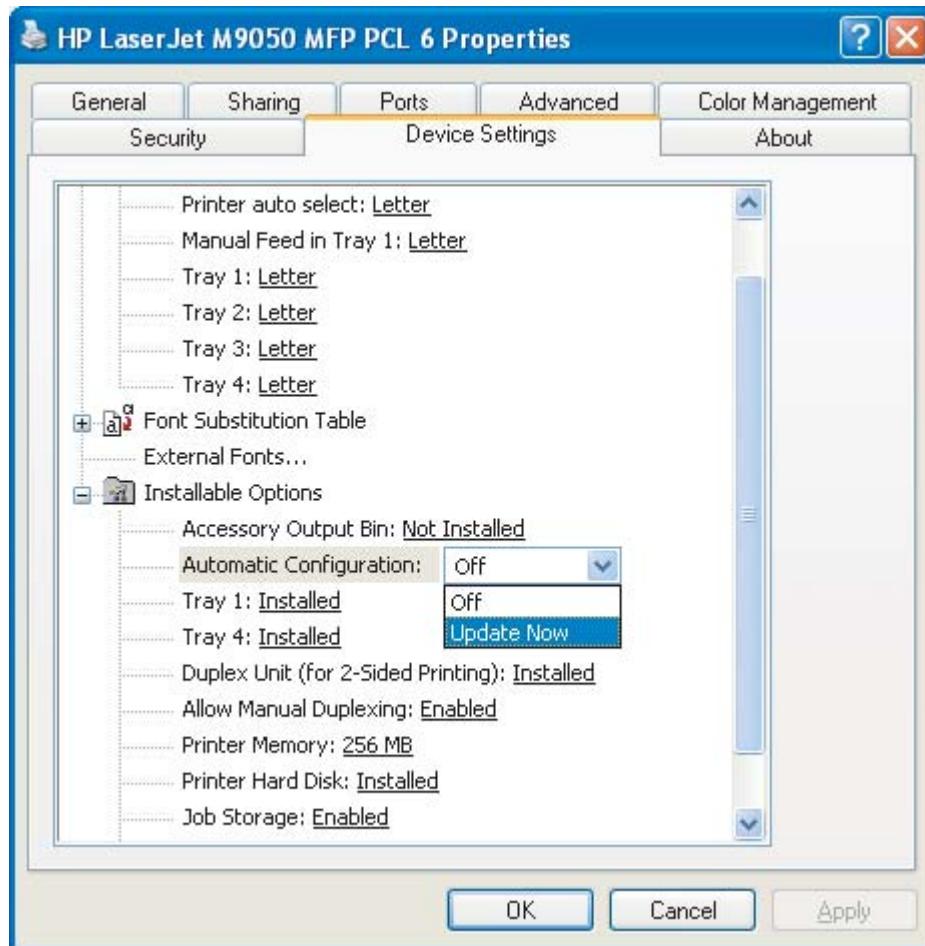 HP LaserJet M9050 MFP PCL 6 Properties
General Sharing Ports Advanced Color Management
Security Device Settings About
Printer auto select: Letter
Manual Feed in Tray 1: Letter
Tray 1: Letter
Tray 2: Letter
Tray 3: Letter
Tray 4: Letter
Font Substitution Table
External Fonts...
Installable Options
Accessory Output Bin: Not Installed
Automatic Configuration: Off
Off
Update Now
Tray 1: Installed
Tray 4: Installed
Duplex Unit (for 2-Sided Printing): Installed
Allow Manual Duplexing: Enabled
Printer Memory: 256 MB
Printer Hard Disk: Installed
Job Storage: Enabled
OK Cancel Apply